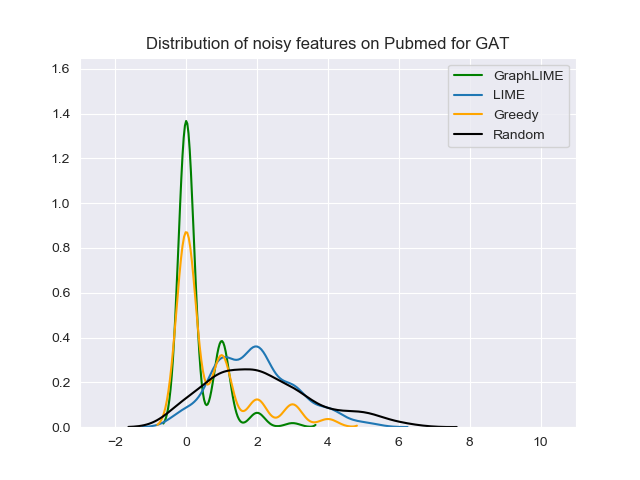 Distribution of noisy features on Pubmed for GAT
GraphLIME
LIME
Greedy
Random
1.6
1.4
1.2
1.0
0.8
0.6
0.4
0.2
0.0
−2 0 2 4 6 8 10